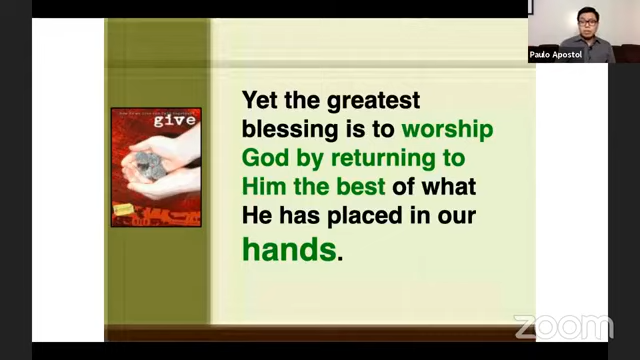 Paulo Apostol
give
Yet the greatest
blessing is to worship
God by returning to
Him the best of what
He has placed in our
hands.
zoom